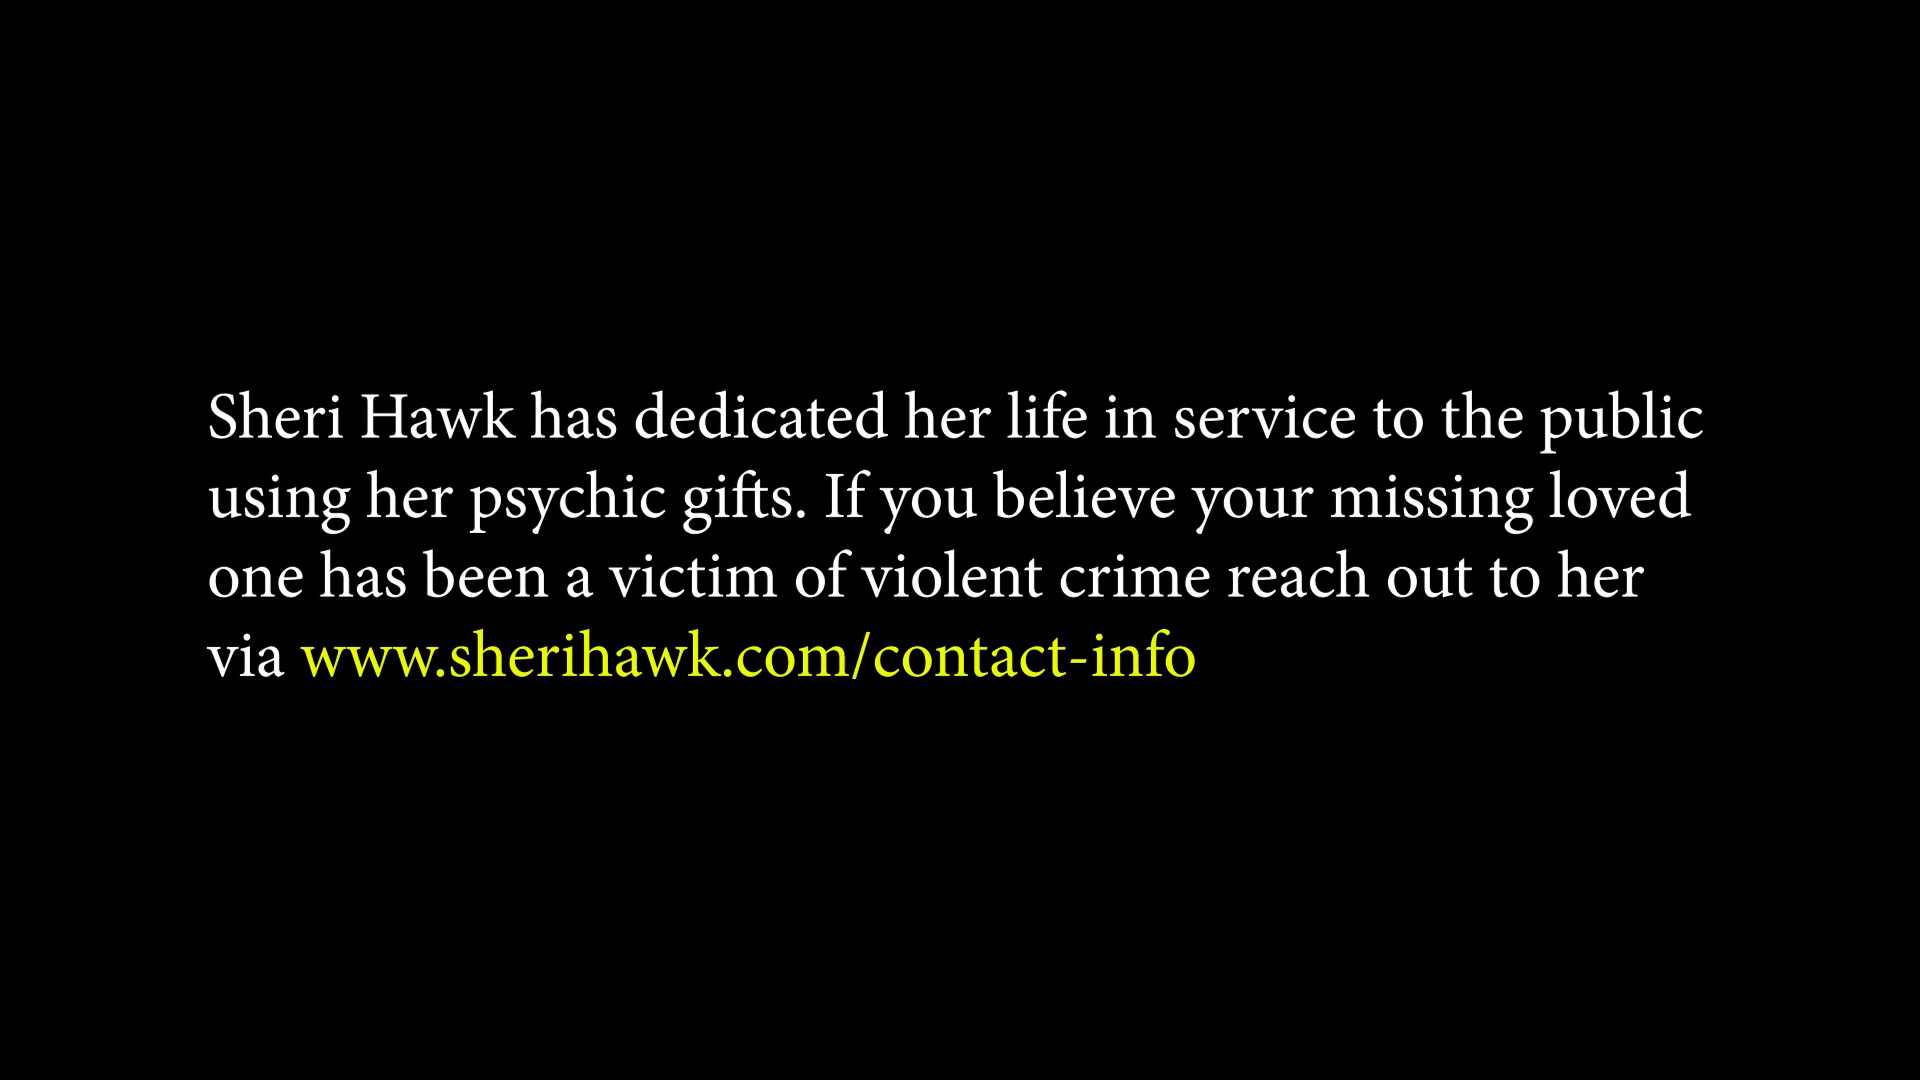 Sheri Hawk has dedicated her life in service to the public
using her psychic gifts. If you believe your missing loved
one has been a victim of violent crime reach out to her
via www.sherihawk.com/contact-info